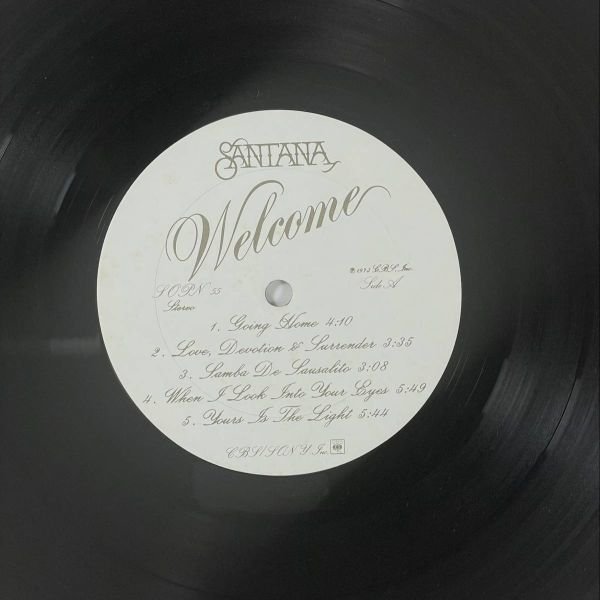 SANTANA
Welcome
℗ 1973 CBS, Inc.
SOPN 55
Side A
Stereo
1. Going Home 4:10
2. Love, Devotion & Surrender 3:35
3. Samba De Sausalito 3:08
4. When I Look Into Your Eyes 5:49
5. Yours Is The Light 5:44
CBS/SONY Inc.